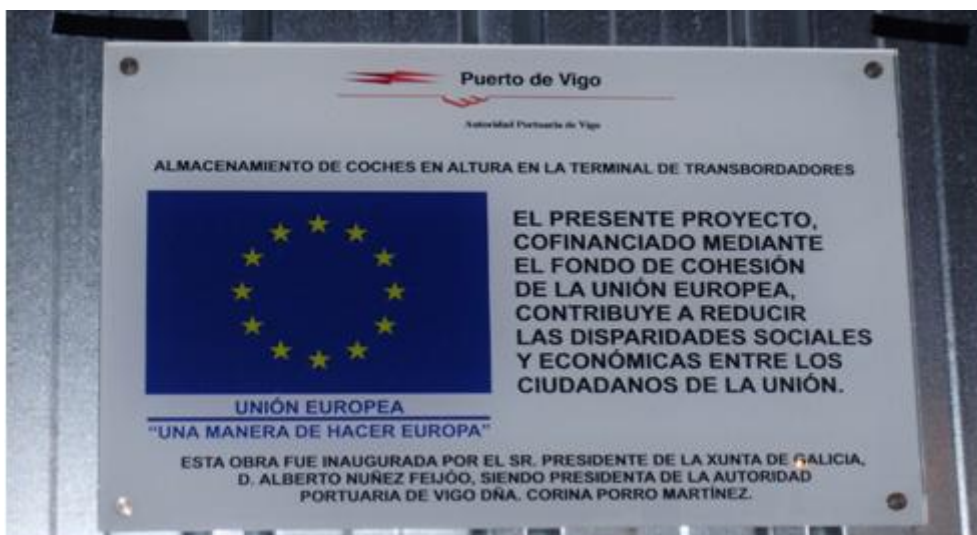 Puerto de Vigo
Autoridad Portuaria de Vigo
ALMACENAMIENTO DE COCHES EN ALTURA EN LA TERMINAL DE TRANSBORDADORES
EL PRESENTE PROYECTO,
COFINANCIADO MEDIANTE
EL FONDO DE COHESIÓN
DE LA UNIÓN EUROPEA,
CONTRIBUYE A REDUCIR
LAS DISPARIDADES SOCIALES
Y ECONÓMICAS ENTRE LOS
CIUDADANOS DE LA UNIÓN.
UNIÓN EUROPEA
"UNA MANERA DE HACER EUROPA"
ESTA OBRA FUE INAUGURADA POR EL SR. PRESIDENTE DE LA XUNTA DE GALICIA,
D. ALBERTO NUÑEZ FEIJÓO, SIENDO PRESIDENTA DE LA AUTORIDAD
PORTUARIA DE VIGO DÑA. CORINA PORRO MARTÍNEZ.